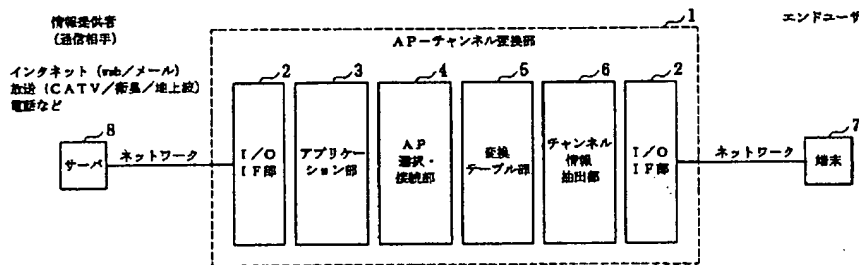 1
情報提供者
(通信相手)
エンドユーザ
AP－チャンネル変換部
インタネット (web／メール)
放送 (CATV／衛星／地上波)
電話など
2
3
4
5
6
2
8
7
サーバ
ネットワーク
I／O
IF部
アプリケー
ション部
AP
選択・
接続部
変換
テーブル部
チャンネル
情報
抽出部
I／O
IF部
ネットワーク
端末